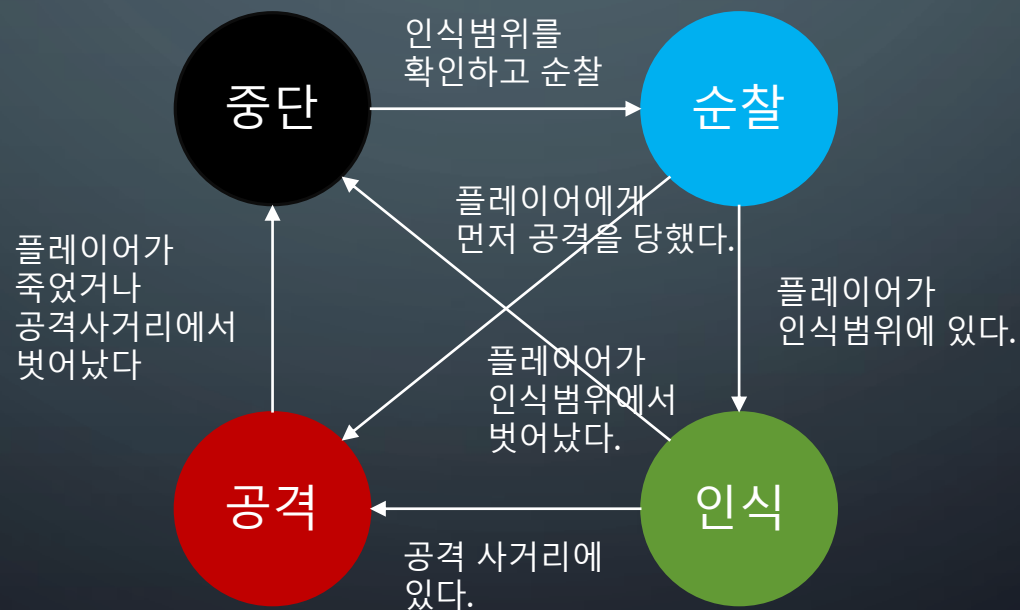 인식범위를
확인하고 순찰
중단
순찰
플레이어에게
먼저 공격을 당했다.
플레이어가
죽었거나
공격사거리에서
벗어났다
플레이어가
인식범위에 있다.
플레이어가
인식범위에서
벗어났다.
공격
인식
공격 사거리에
있다.